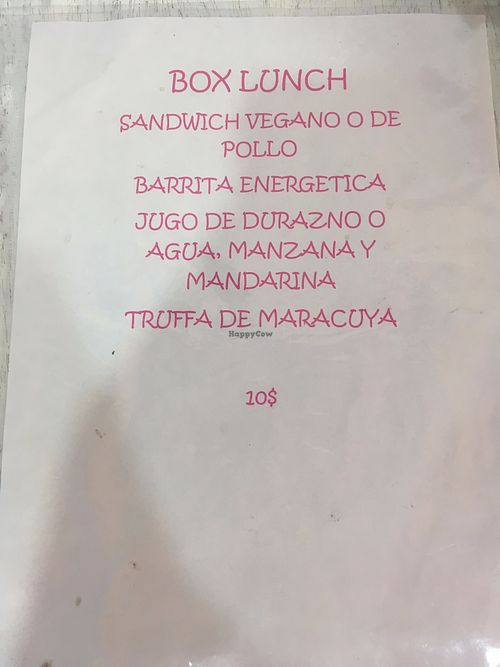 BOX LUNCH
SANDWICH VEGANO O DE
POLLO
BARRITA ENERGETICA
JUGO DE DURAZNO O
AGUA, MANZANA Y
MANDARINA
TRUFFA DE MARACUYA
HappyCow
10$